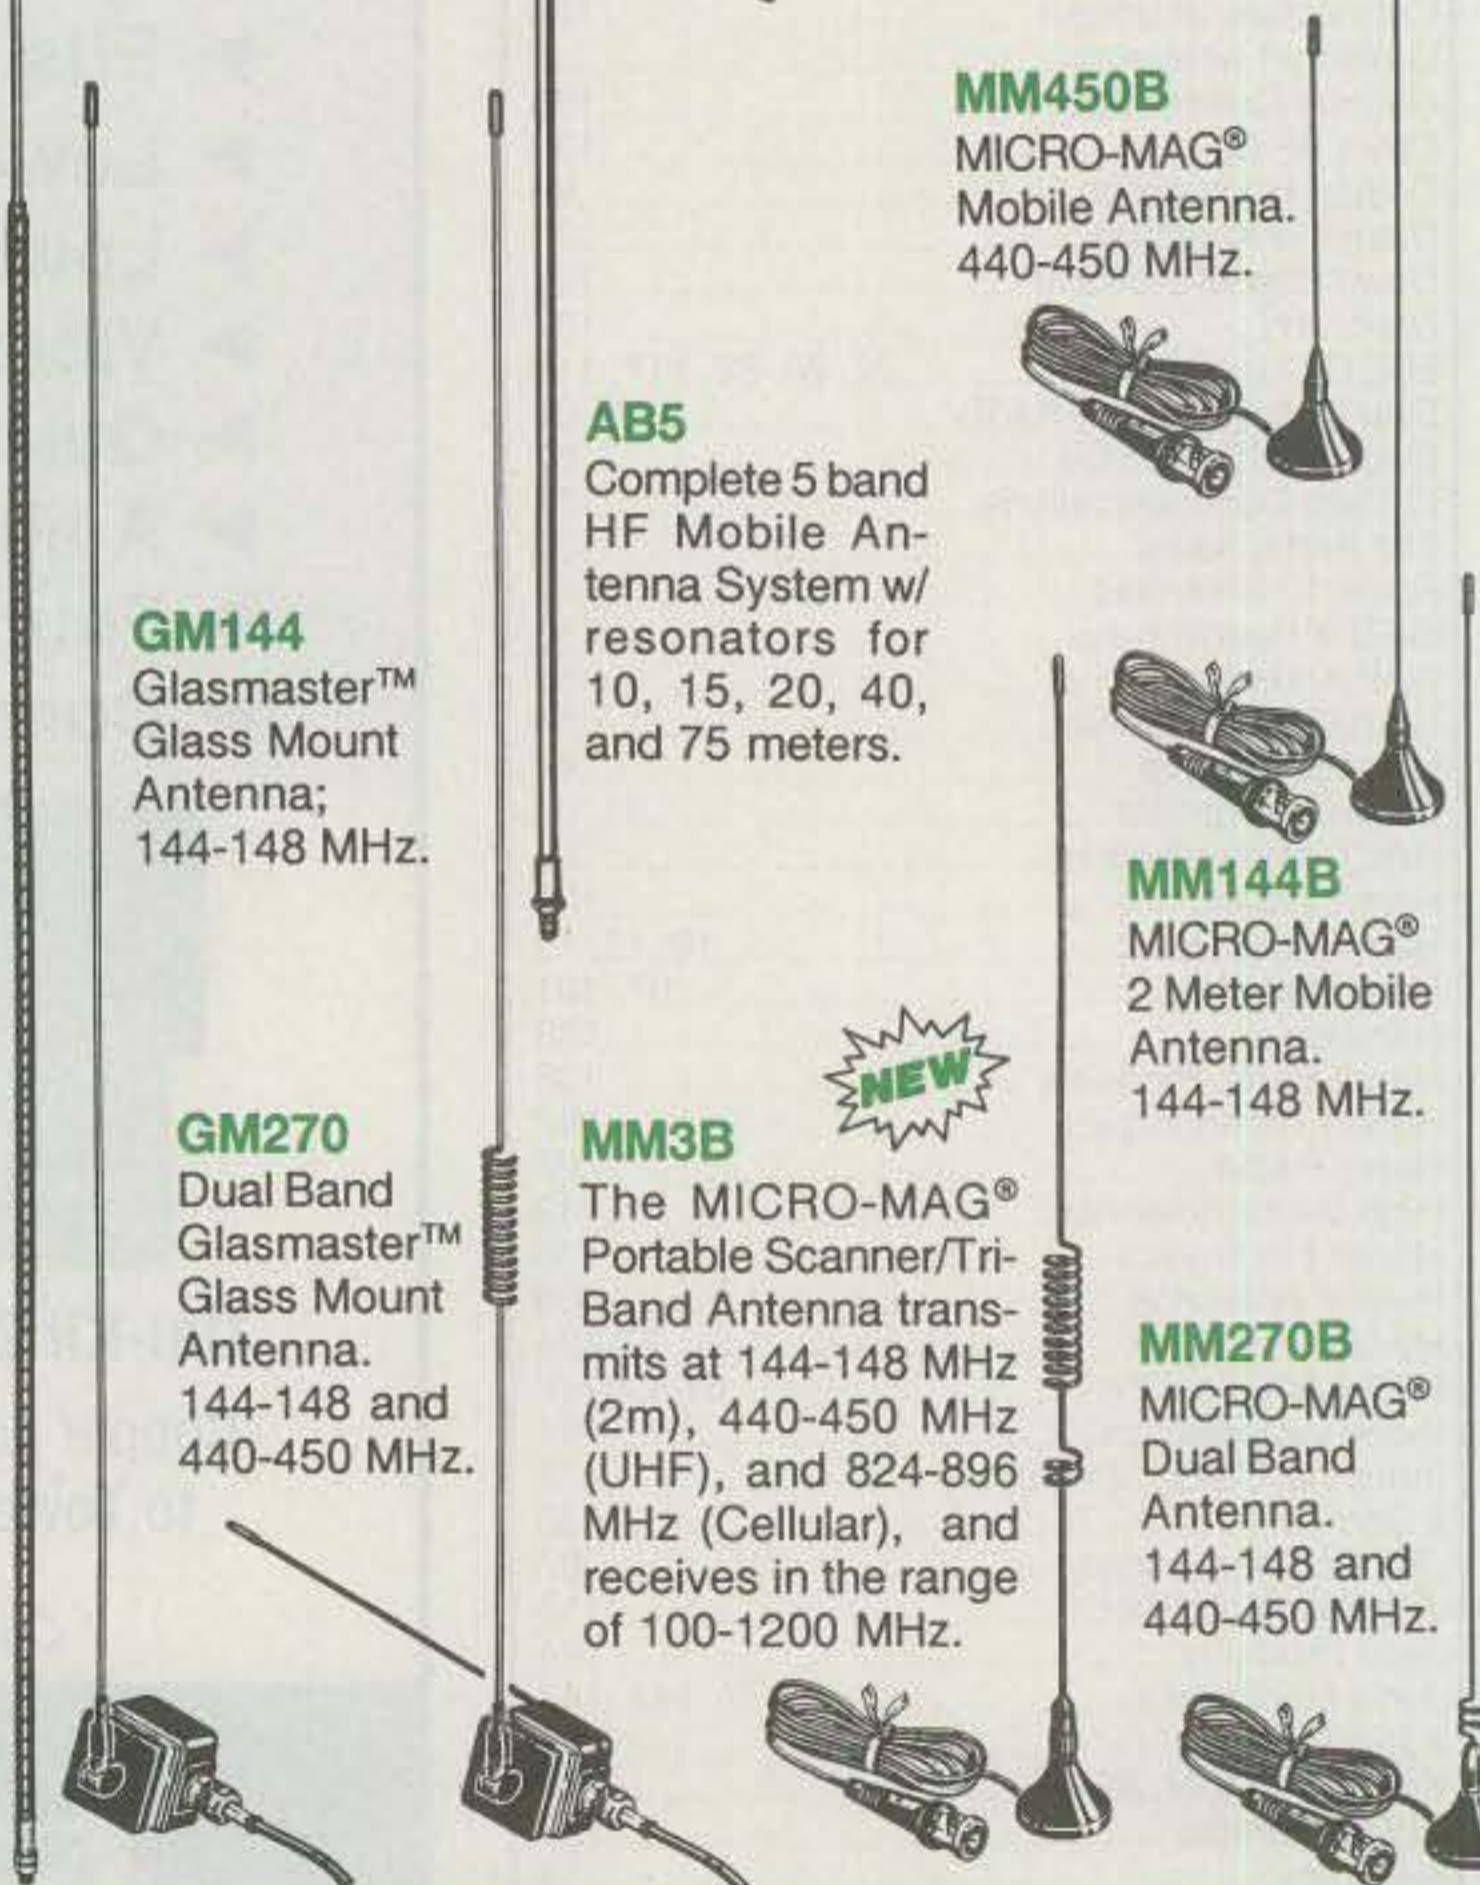 MM450B
MICRO-MAG®
Mobile Antenna.
440-450 MHz.
AB5
Complete 5 band
HF Mobile An-
tenna System w/
resonators for
10, 15, 20, 40,
and 75 meters.
GM144
Glasmaster™
Glass Mount
Antenna;
144-148 MHz.
MM144B
MICRO-MAG®
2 Meter Mobile
Antenna.
144-148 MHz.
NEW
GM270
Dual Band
Glasmaster™
Glass Mount
Antenna.
144-148 and
440-450 MHz.
MM3B
The MICRO-MAG®
Portable Scanner/Tri-
Band Antenna trans-
mits at 144-148 MHz
(2m), 440-450 MHz
(UHF), and 824-896
MHz (Cellular), and
receives in the range
of 100-1200 MHz.
MM270B
MICRO-MAG®
Dual Band
Antenna.
144-148 and
440-450 MHz.